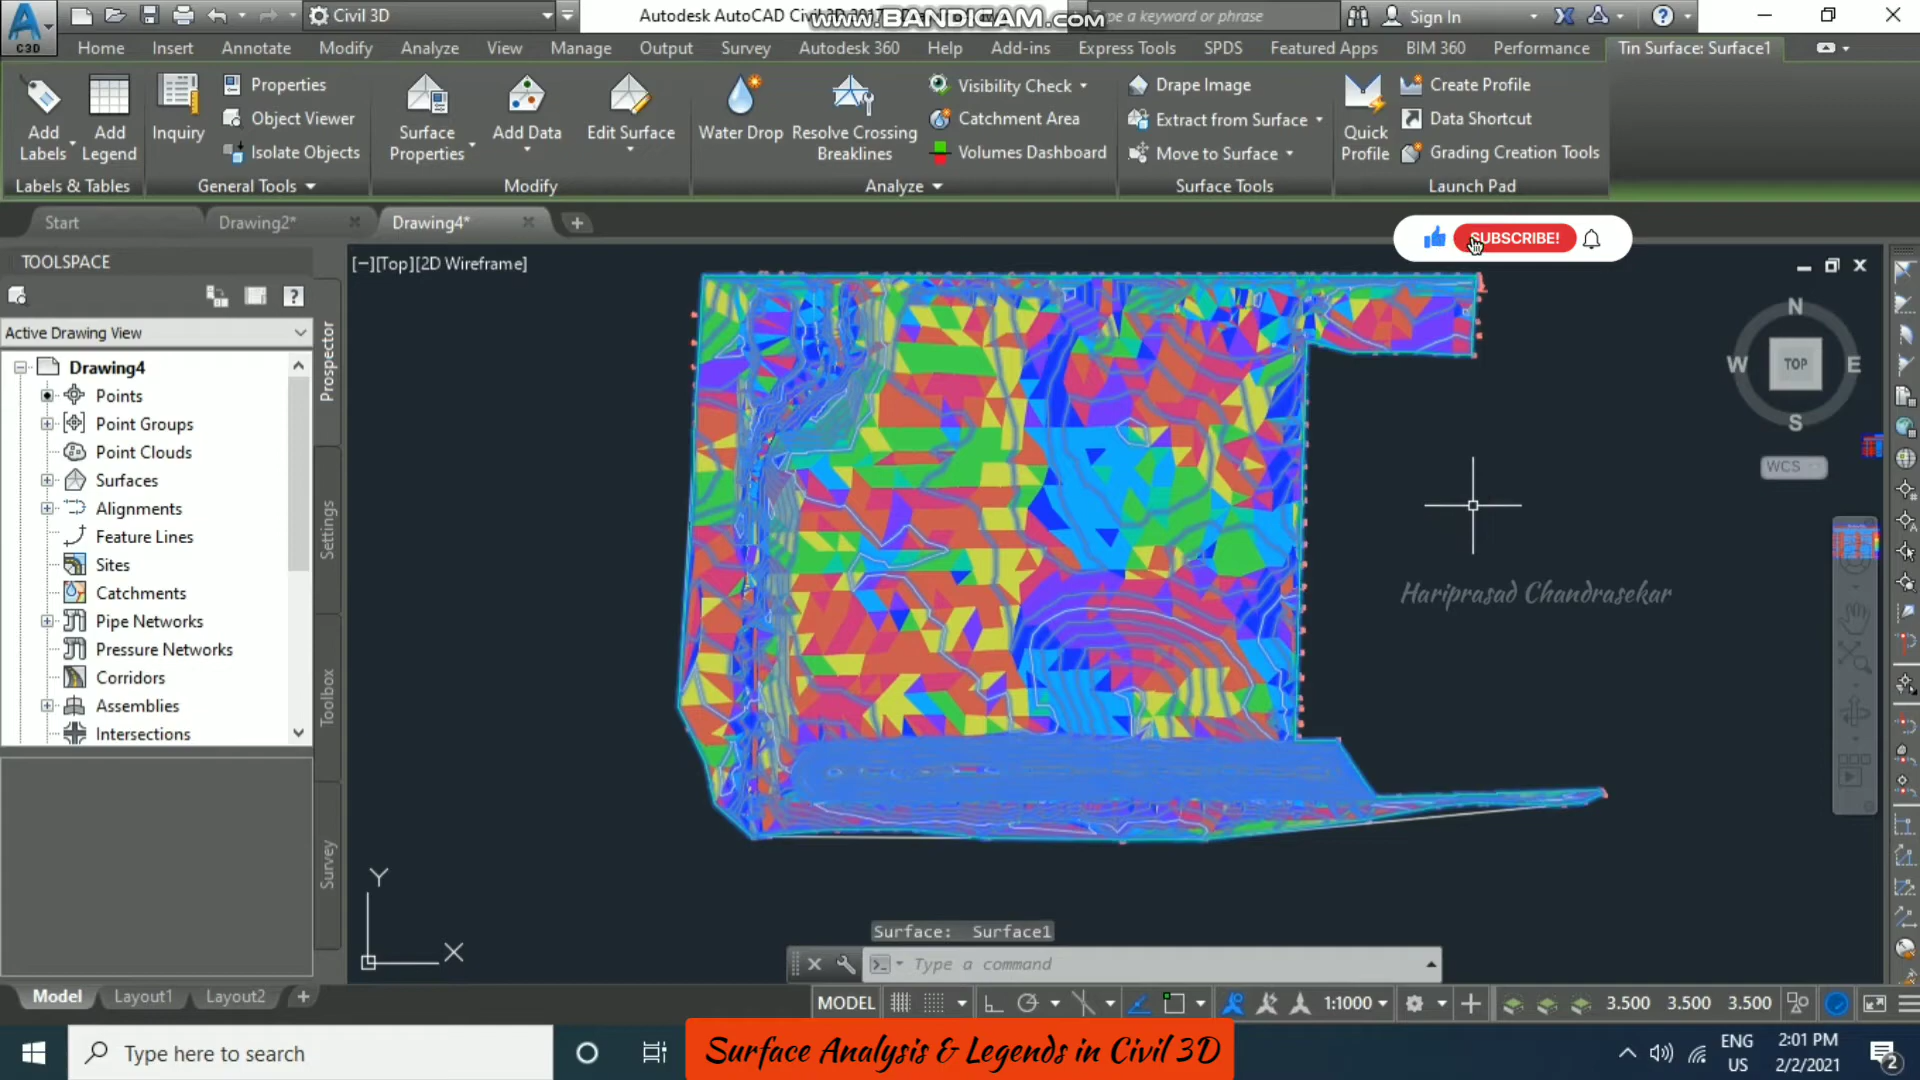 Civil 3D
Autodesk AutoCAD Civil 3D 2017
www.BANDICAM.com
Type a keyword or phrase
Sign In
C3D
Home Insert Annotate Modify Analyze View Manage Output Survey Autodesk 360 Help Add-ins Express Tools SPDS Featured Apps BIM 360 Performance Tin Surface: Surface1
Add Labels
Add Legend
Labels & Tables
Inquiry
Properties
Object Viewer
Isolate Objects
General Tools
Surface Properties
Add Data
Edit Surface
Modify
Water Drop
Resolve Crossing Breaklines
Visibility Check
Catchment Area
Volumes Dashboard
Analyze
Drape Image
Extract from Surface
Move to Surface
Surface Tools
Quick Profile
Create Profile
Data Shortcut
Grading Creation Tools
Launch Pad
Start Drawing2* Drawing4*
SUBSCRIBE!
TOOLSPACE
[−][Top][2D Wireframe]
Active Drawing View
Drawing4
Points
Point Groups
Point Clouds
Surfaces
Alignments
Feature Lines
Sites
Catchments
Pipe Networks
Pressure Networks
Corridors
Assemblies
Intersections
Prospector
Settings
Toolbox
Survey
N
W TOP E
S
WCS
Hariprasad Chandrasekar
Y
X
Surface: Surface1
Type a command
Model Layout1 Layout2
MODEL 1:1000 3.500 3.500 3.500
Type here to search
Surface Analysis & Legends in Civil 3D
ENG
US
2:01 PM
2/2/2021
2